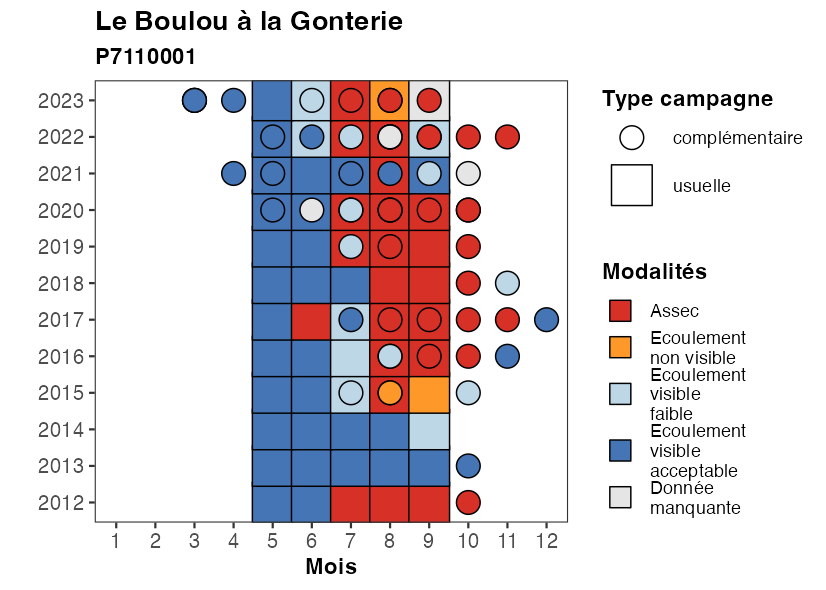 Le Boulou à la Gonterie
P7110001
2023
2022
2021
2020
2019
2018
2017
2016
2015
2014
2013
2012
1 2 3 4 5 6 7 8 9 10 11 12
Mois
Type campagne
complémentaire
usuelle
Modalités
Assec
Ecoulement
non visible
Ecoulement
visible
faible
Ecoulement
visible
acceptable
Donnée
manquante